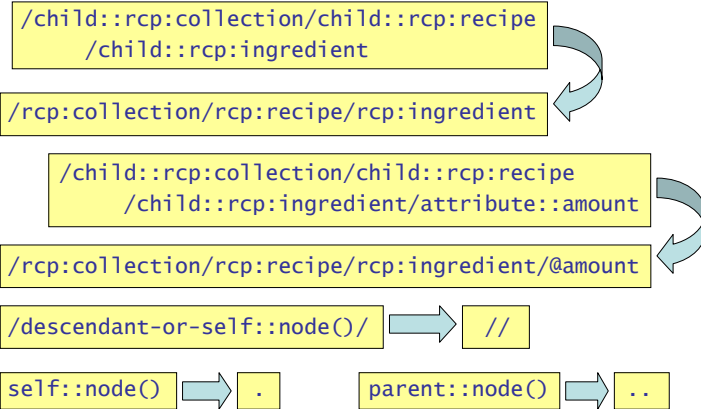 /child::rcp:collection/child::rcp:recipe
/child::rcp:ingredient
/rcp:collection/rcp:recipe/rcp:ingredient
/child::rcp:collection/child::rcp:recipe
/child::rcp:ingredient/attribute::amount
/rcp:collection/rcp:recipe/rcp:ingredient/@amount
/descendant-or-self::node()/ //
self::node() . parent::node() ..